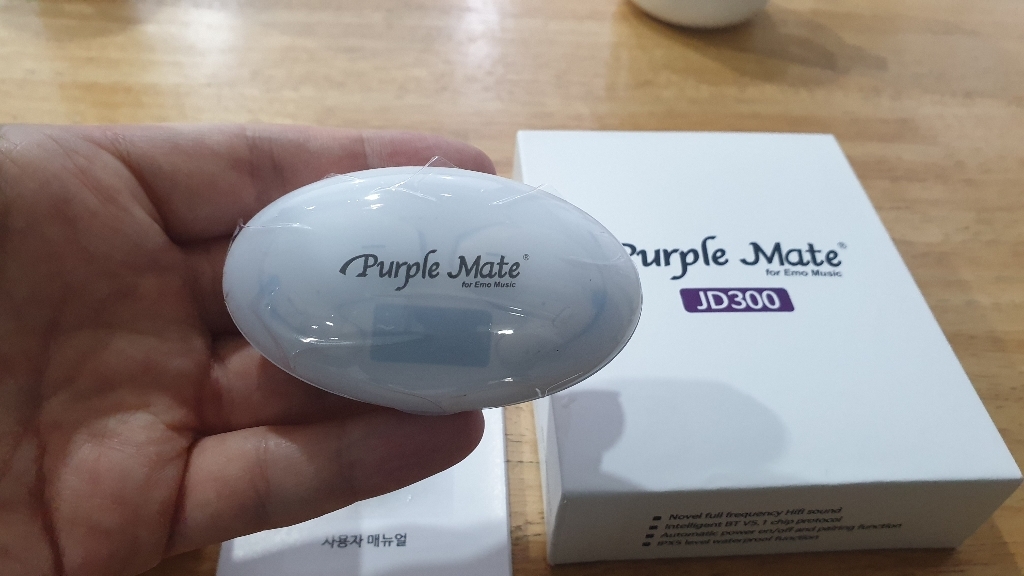 Purple Mate®
for Emo Music
Purple Mate®
for Emo Music
JD300
Novel full frequency Hifi sound
Intelligent BT V5.1 chip protocol
Automatic power on/off and pairing function
IPX5 level waterproof function
사용자 매뉴얼